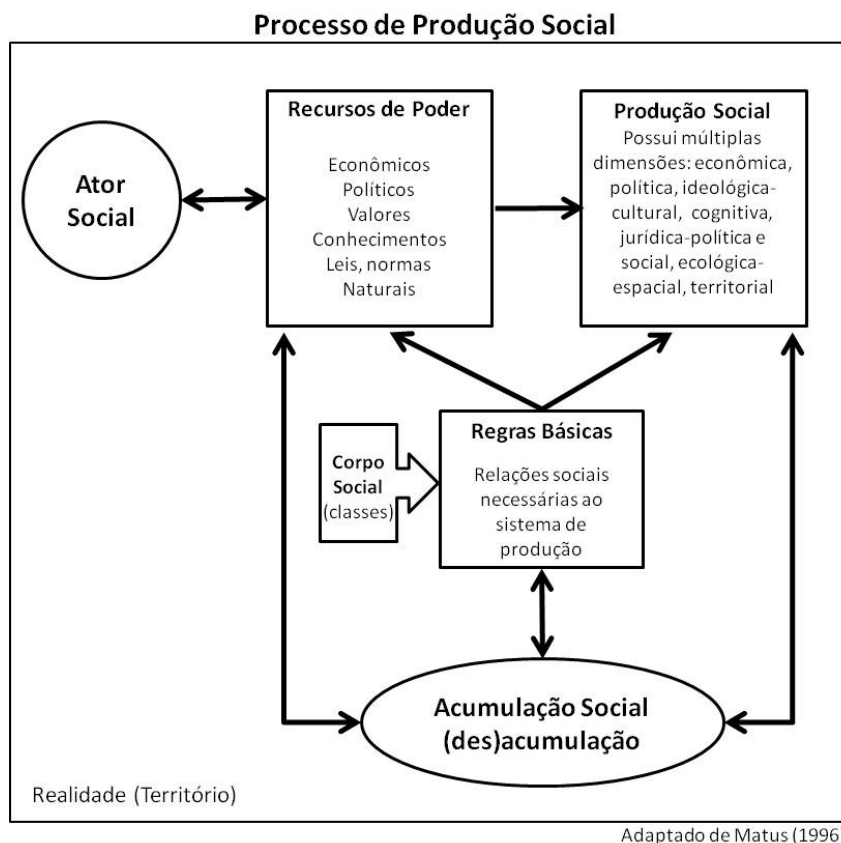 Processo de Produção Social
Ator
Social
Recursos de Poder
Econômicos
Políticos
Valores
Conhecimentos
Leis, normas
Naturais
Produção Social
Possui múltiplas
dimensões: econômica,
política, ideológica-
cultural, cognitiva,
jurídica-política e
social, ecológica-
espacial, territorial
Corpo
Social
(classes)
Regras Básicas
Relações sociais
necessárias ao
sistema de
produção
Acumulação Social
(des)acumulação
Realidade (Território)
Adaptado de Matus (1996